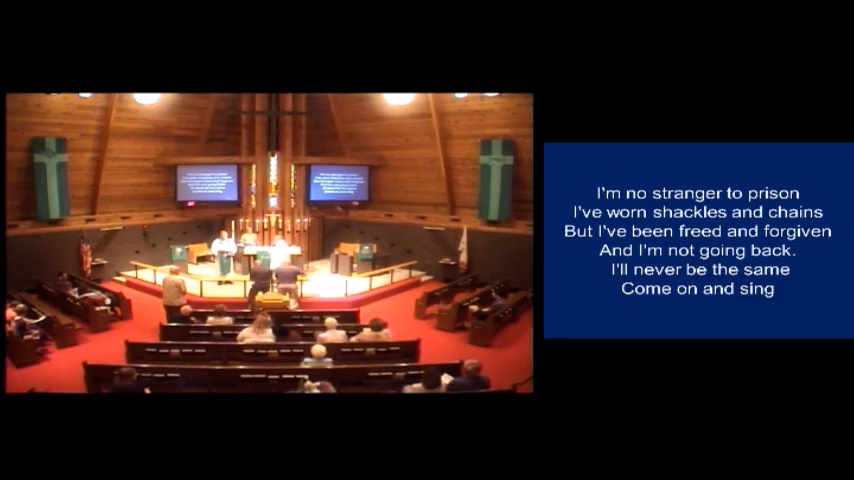 I'm no stranger to prison
I've worn shackles and chains
But I've been freed and forgiven
And I'm not going back.
I'll never be the same
Come on and sing